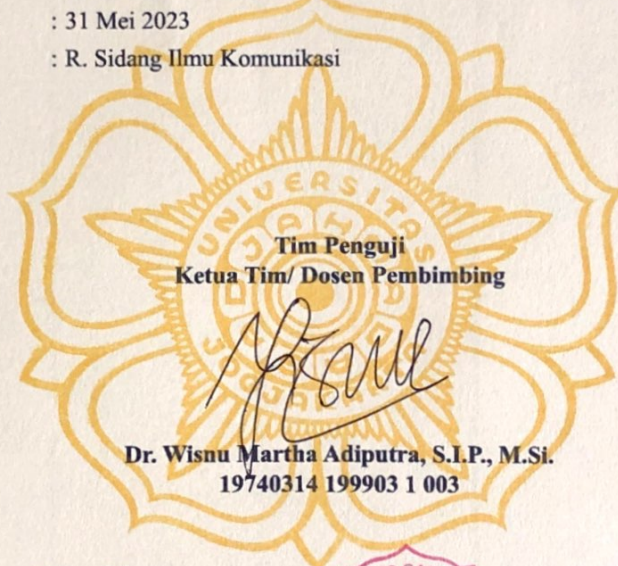 : 31 Mei 2023
: R. Sidang Ilmu Komunikasi
UNIVERSITAS
Tim Penguji
Ketua Tim/ Dosen Pembimbing
Dr. Wisnu Martha Adiputra, S.I.P., M.Si.
19740314 199903 1 003